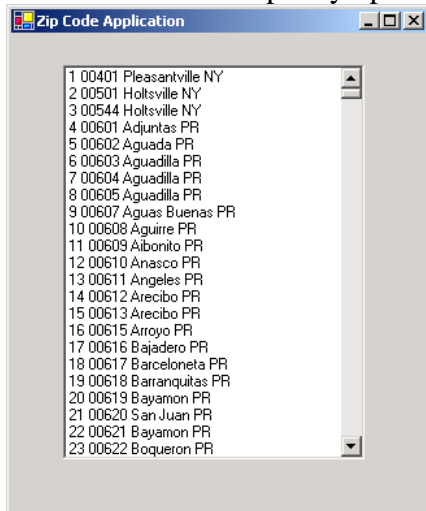 Zip Code Application
1 00401 Pleasantville NY
2 00501 Holtsville NY
3 00544 Holtsville NY
4 00601 Adjuntas PR
5 00602 Aguada PR
6 00603 Aguadilla PR
7 00604 Aguadilla PR
8 00605 Aguadilla PR
9 00607 Aguas Buenas PR
10 00608 Aguirre PR
11 00609 Aibonito PR
12 00610 Anasco PR
13 00611 Angeles PR
14 00612 Arecibo PR
15 00613 Arecibo PR
16 00615 Arroyo PR
17 00616 Bajadero PR
18 00617 Barceloneta PR
19 00618 Barranquitas PR
20 00619 Bayamon PR
21 00620 San Juan PR
22 00621 Bayamon PR
23 00622 Boqueron PR